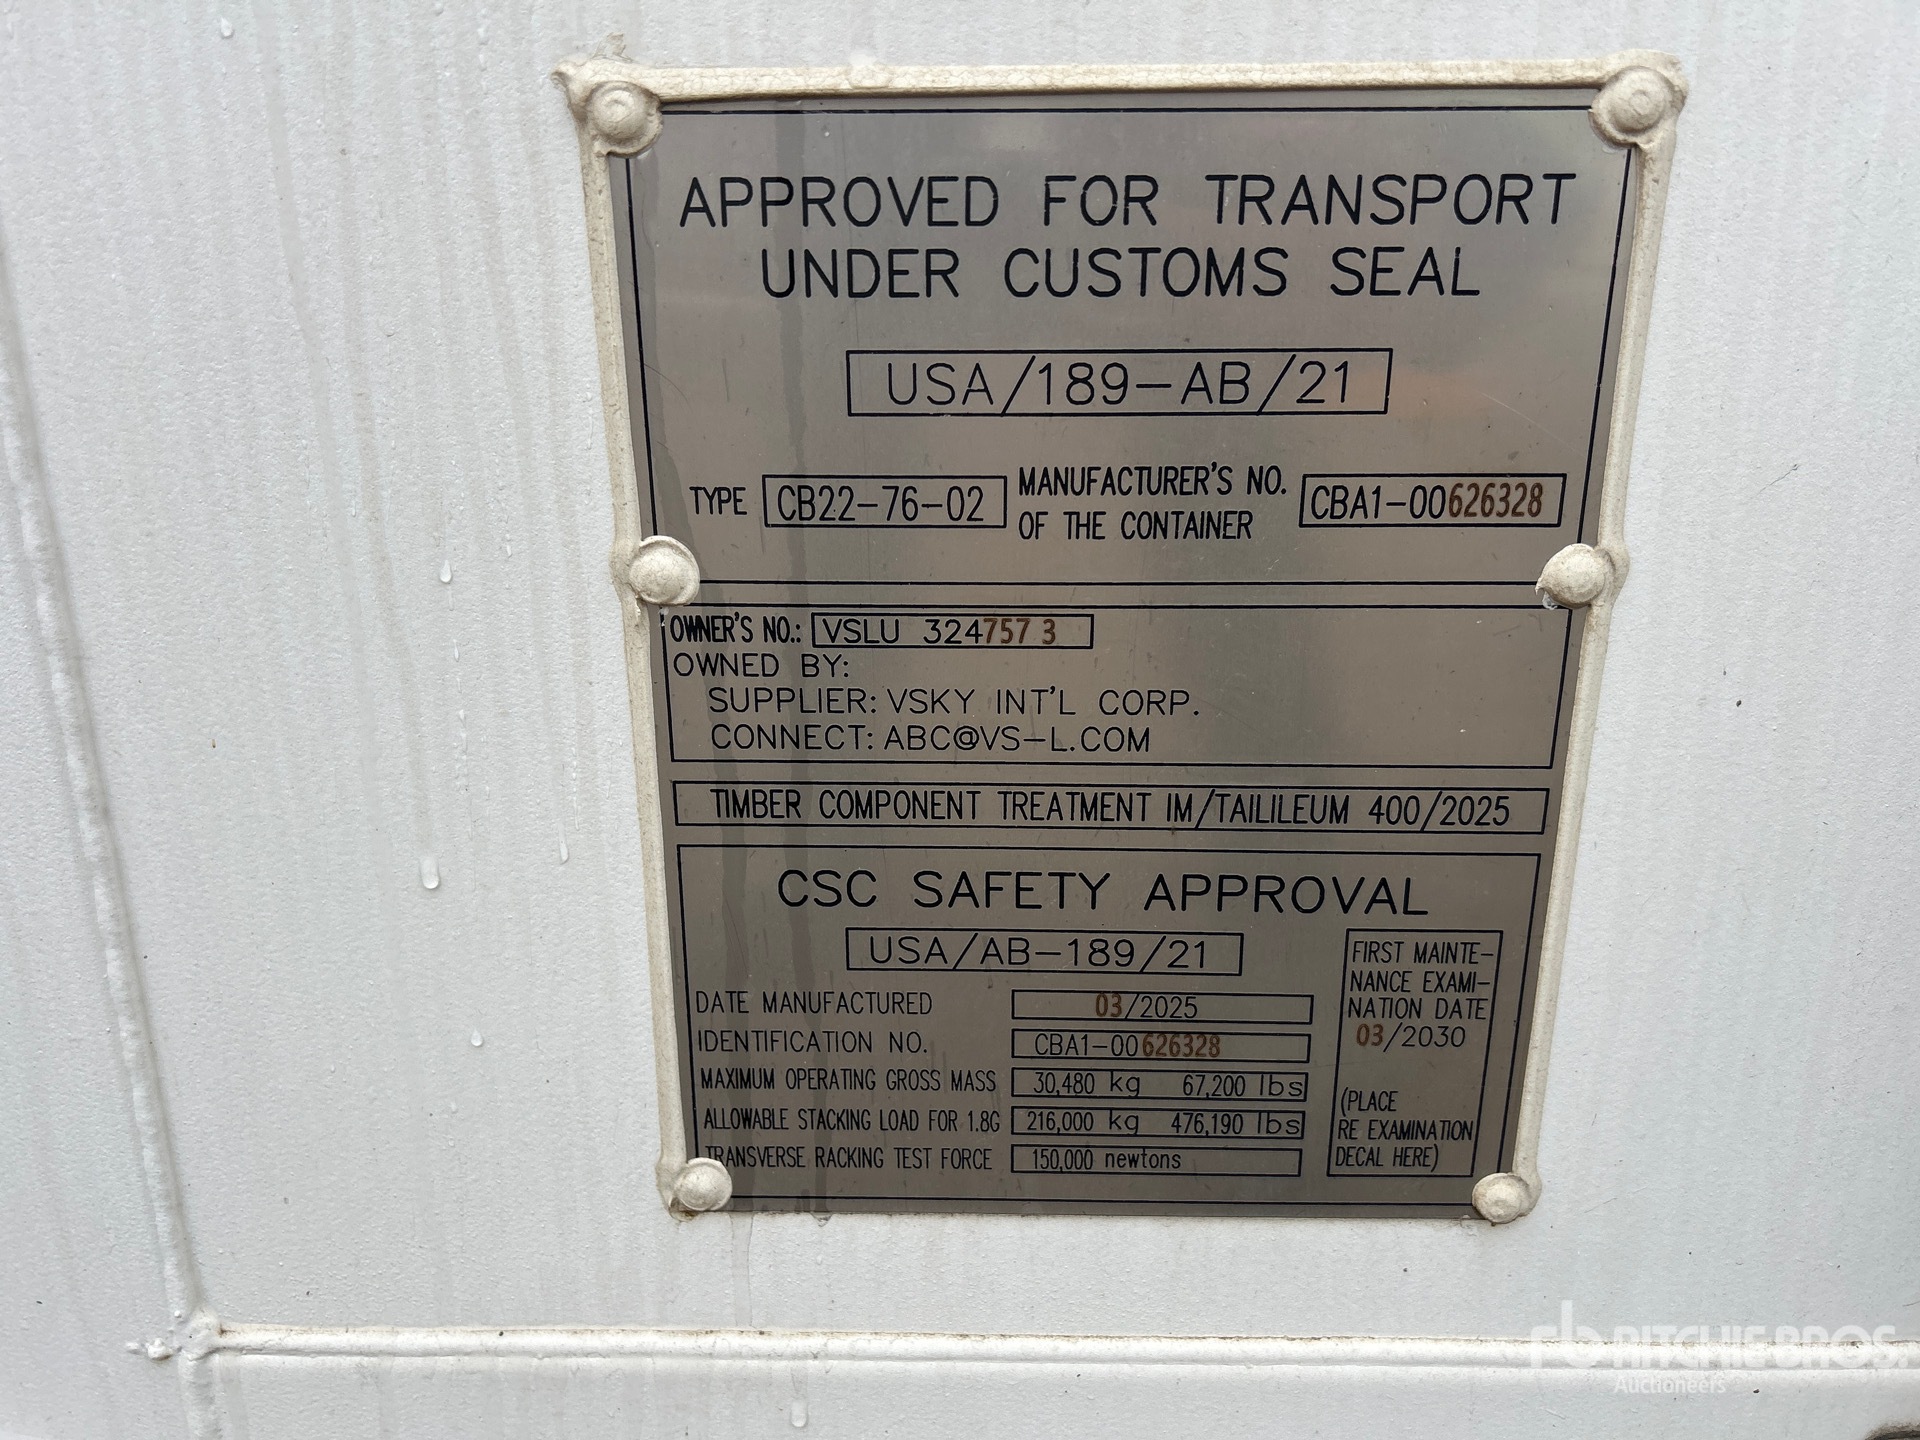 APPROVED FOR TRANSPORT
UNDER CUSTOMS SEAL
USA/189-AB/21
TYPE CB22-76-02 MANUFACTURER'S NO. OF THE CONTAINER CBA1-00626328
OWNER'S NO.: VSLU 324757 3
OWNED BY:
SUPPLIER: VSKY INT'L CORP.
CONNECT: ABC@VS-L.COM
TIMBER COMPONENT TREATMENT IM/TAILILEUM 400/2025
CSC SAFETY APPROVAL
USA/AB-189/21
DATE MANUFACTURED 03/2025
IDENTIFICATION NO. CBA1-00626328
MAXIMUM OPERATING GROSS MASS 30,480 kg 67,200 lbs
ALLOWABLE STACKING LOAD FOR 1.8G 216,000 kg 476,190 lbs
TRANSVERSE RACKING TEST FORCE 150,000 newtons
FIRST MAINTE-
NANCE EXAMI-
NATION DATE
03/2030
(PLACE
RE EXAMINATION
DECAL HERE)
rb RITCHIE BROS.
Auctioneers